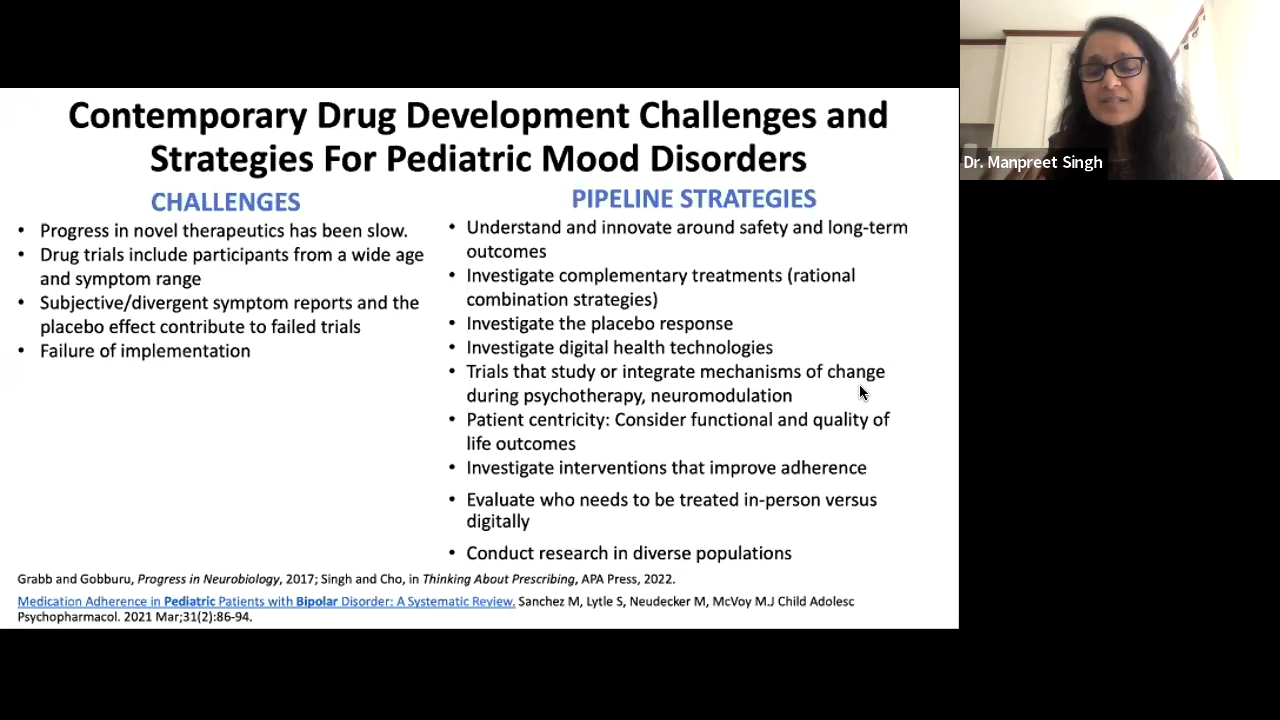 Contemporary Drug Development Challenges and
Strategies For Pediatric Mood Disorders
CHALLENGES
• Progress in novel therapeutics has been slow.
• Drug trials include participants from a wide age
and symptom range
• Subjective/divergent symptom reports and the
placebo effect contribute to failed trials
• Failure of implementation
PIPELINE STRATEGIES
• Understand and innovate around safety and long-term
outcomes
• Investigate complementary treatments (rational
combination strategies)
• Investigate the placebo response
• Investigate digital health technologies
• Trials that study or integrate mechanisms of change
during psychotherapy, neuromodulation
• Patient centricity: Consider functional and quality of
life outcomes
• Investigate interventions that improve adherence
• Evaluate who needs to be treated in-person versus
digitally
• Conduct research in diverse populations
Grabb and Gobburu, Progress in Neurobiology, 2017; Singh and Cho, in Thinking About Prescribing, APA Press, 2022.
Medication Adherence in Pediatric Patients with Bipolar Disorder: A Systematic Review. Sanchez M, Lytle S, Neudecker M, McVoy M.J Child Adolesc
Psychopharmacol. 2021 Mar;31(2):86-94.
Dr. Manpreet Singh